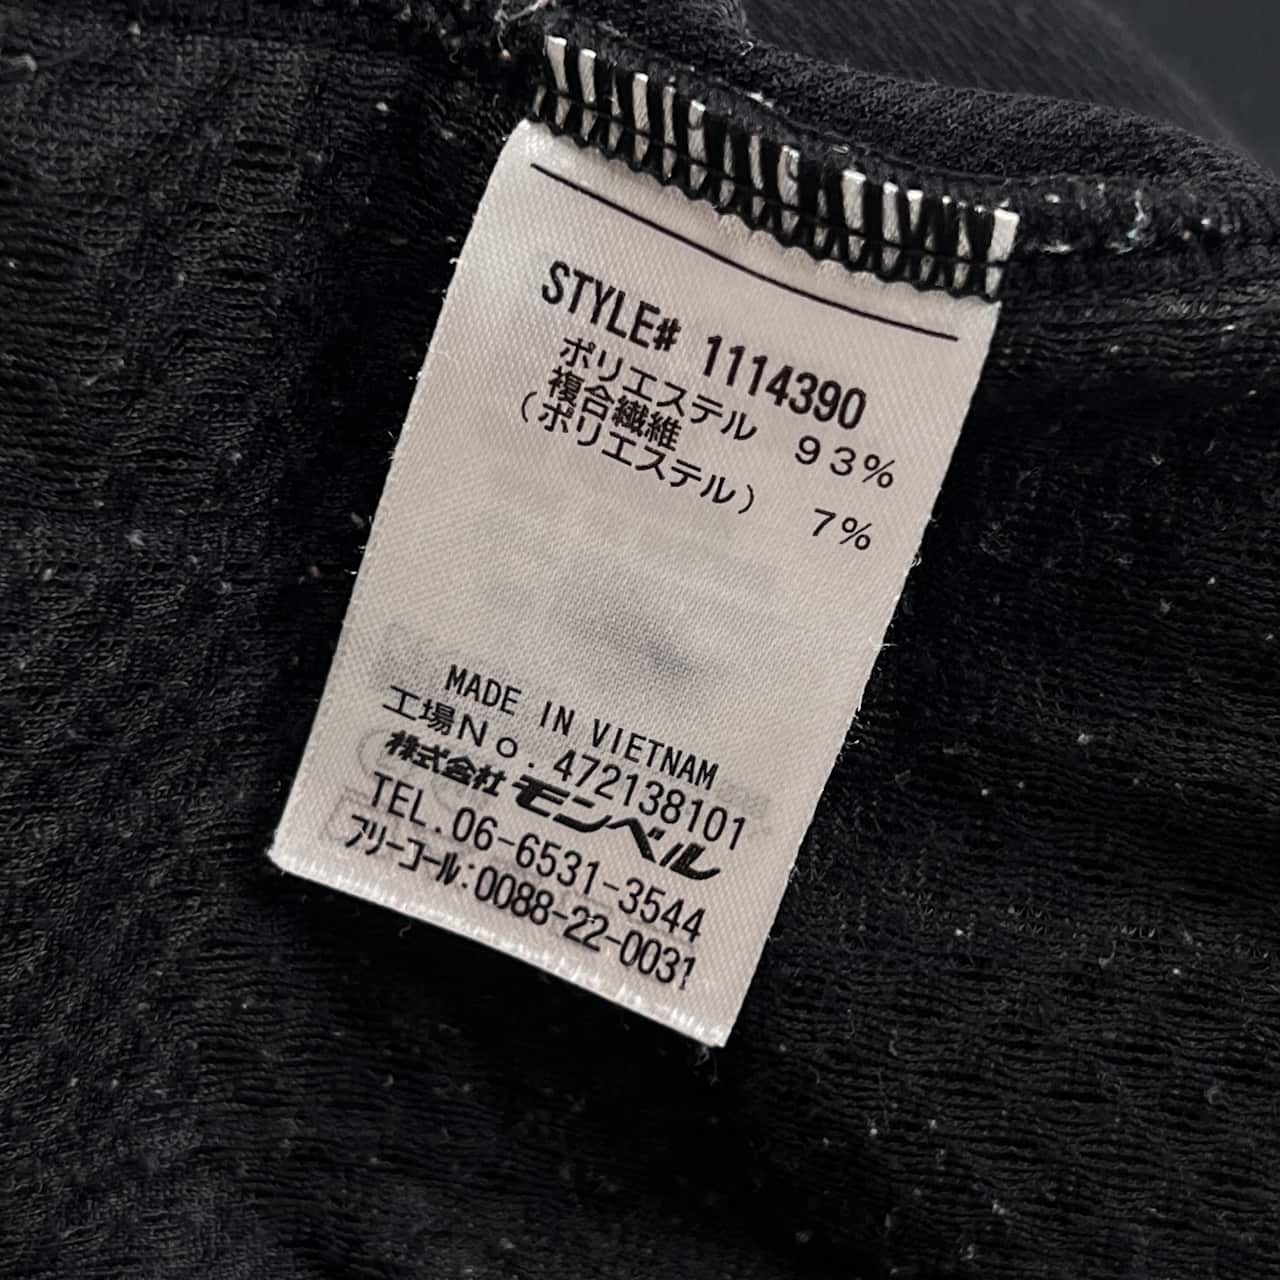 STYLE# 1114390
ポリエステル 93%
複合繊維
(ポリエステル) 7%
MADE IN VIETNAM
工場No. 472138101
株式会社 モンベル
TEL. 06-6531-3544
フリーコール:0088-22-0031